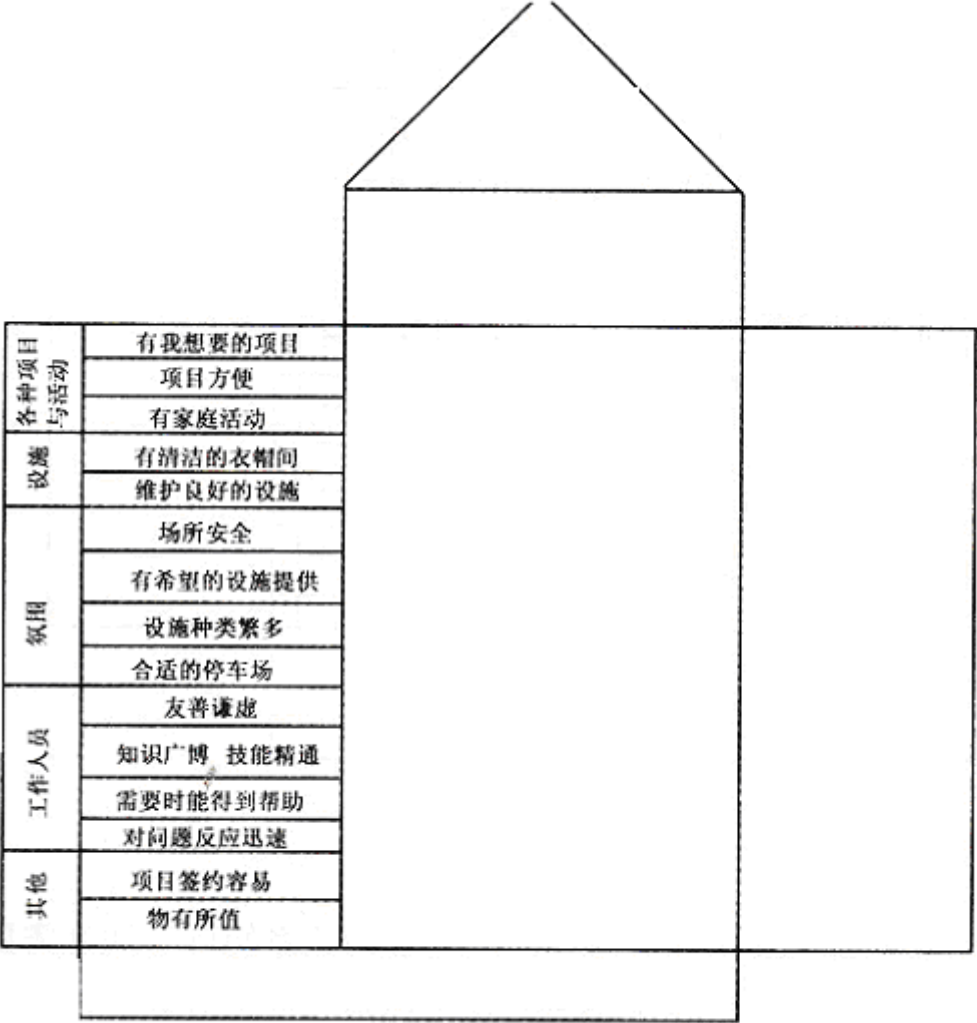 各种项目
与活动
有我想要的项目
项目方便
有家庭活动
设施
有清洁的衣帽间
维护良好的设施
氛围
场所安全
有希望的设施提供
设施种类繁多
合适的停车场
工作人员
友善谦虚
知识广博 技能精通
需要时能得到帮助
对问题反应迅速
其他
项目签约容易
物有所值